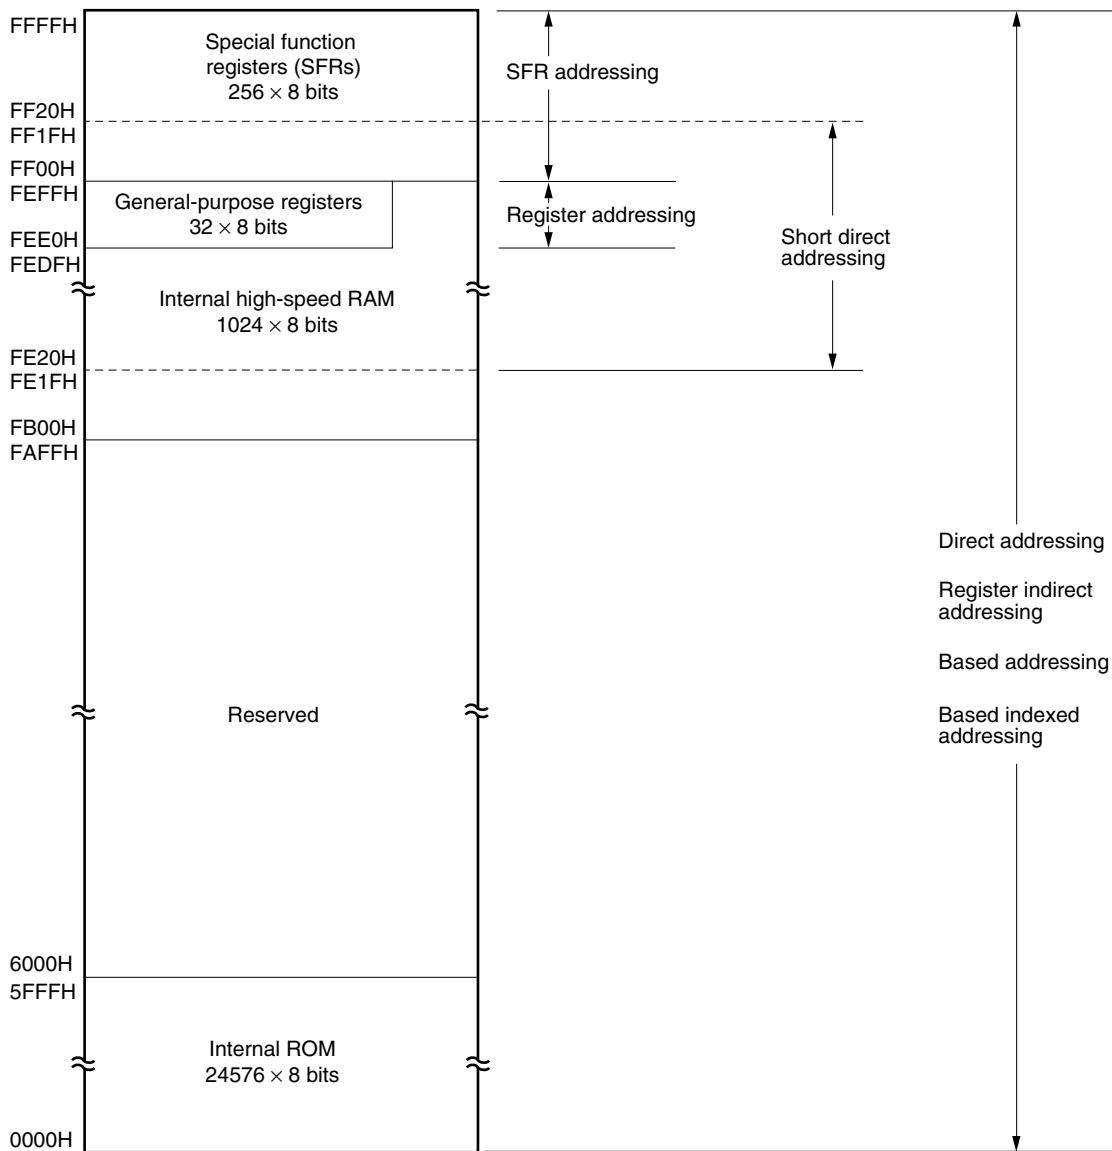 FFFFH
Special function
registers (SFRs)
256 × 8 bits
SFR addressing
FF20H
FF1FH
FF00H
FEFFH
General-purpose registers
32 × 8 bits
Register addressing
Short direct
addressing
FEE0H
FEDFH
Internal high-speed RAM
1024 × 8 bits
FE20H
FE1FH
FB00H
FAFFH
Direct addressing
Register indirect
addressing
Based addressing
Based indexed
addressing
Reserved
6000H
5FFFH
Internal ROM
24576 × 8 bits
0000H